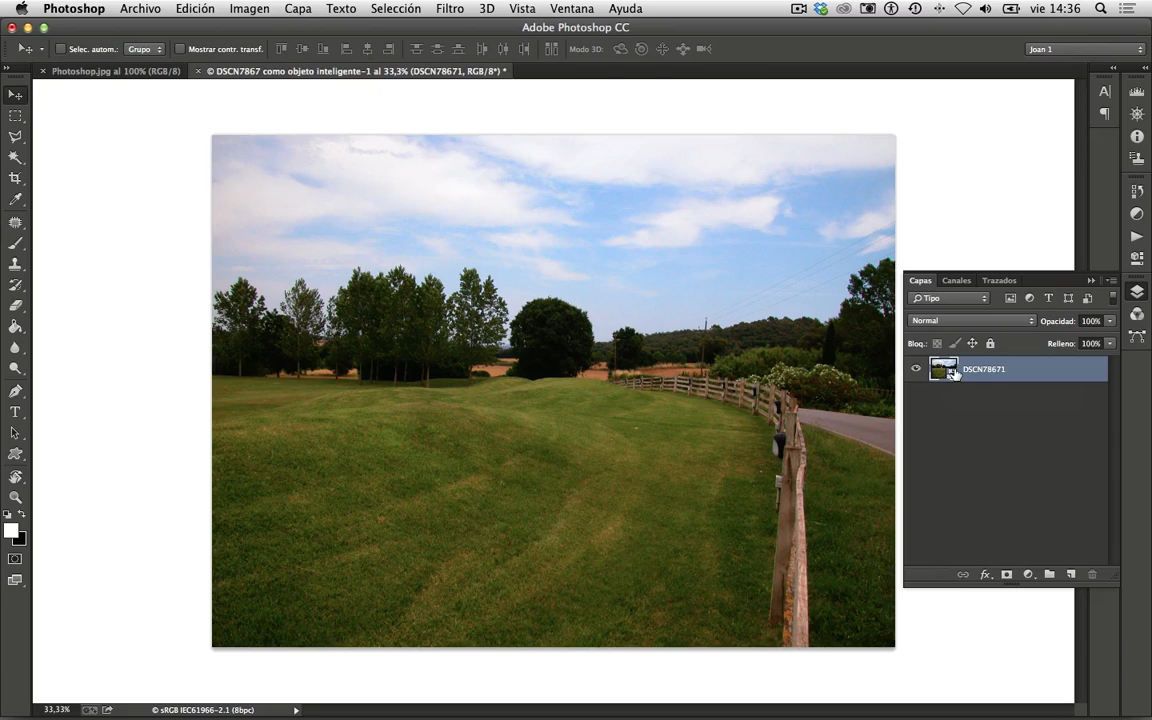 Photoshop Archivo Edición Imagen Capa Texto Selección Filtro 3D Vista Ventana Ayuda vie 14:36
Adobe Photoshop CC
Selec. autom.: Grupo Mostrar contr. transf. Modo 3D: Joan 1
× Photoshop.jpg al 100% (RGB/8) × © DSCN7867 como objeto inteligente-1 al 33,3% (DSCN78671, RGB/8*) *
Capas Canales Trazados
Tipo
Normal Opacidad: 100%
Bloq.: Relleno: 100%
DSCN78671
fx
33,33% © sRGB IEC61966-2.1 (8bpc)